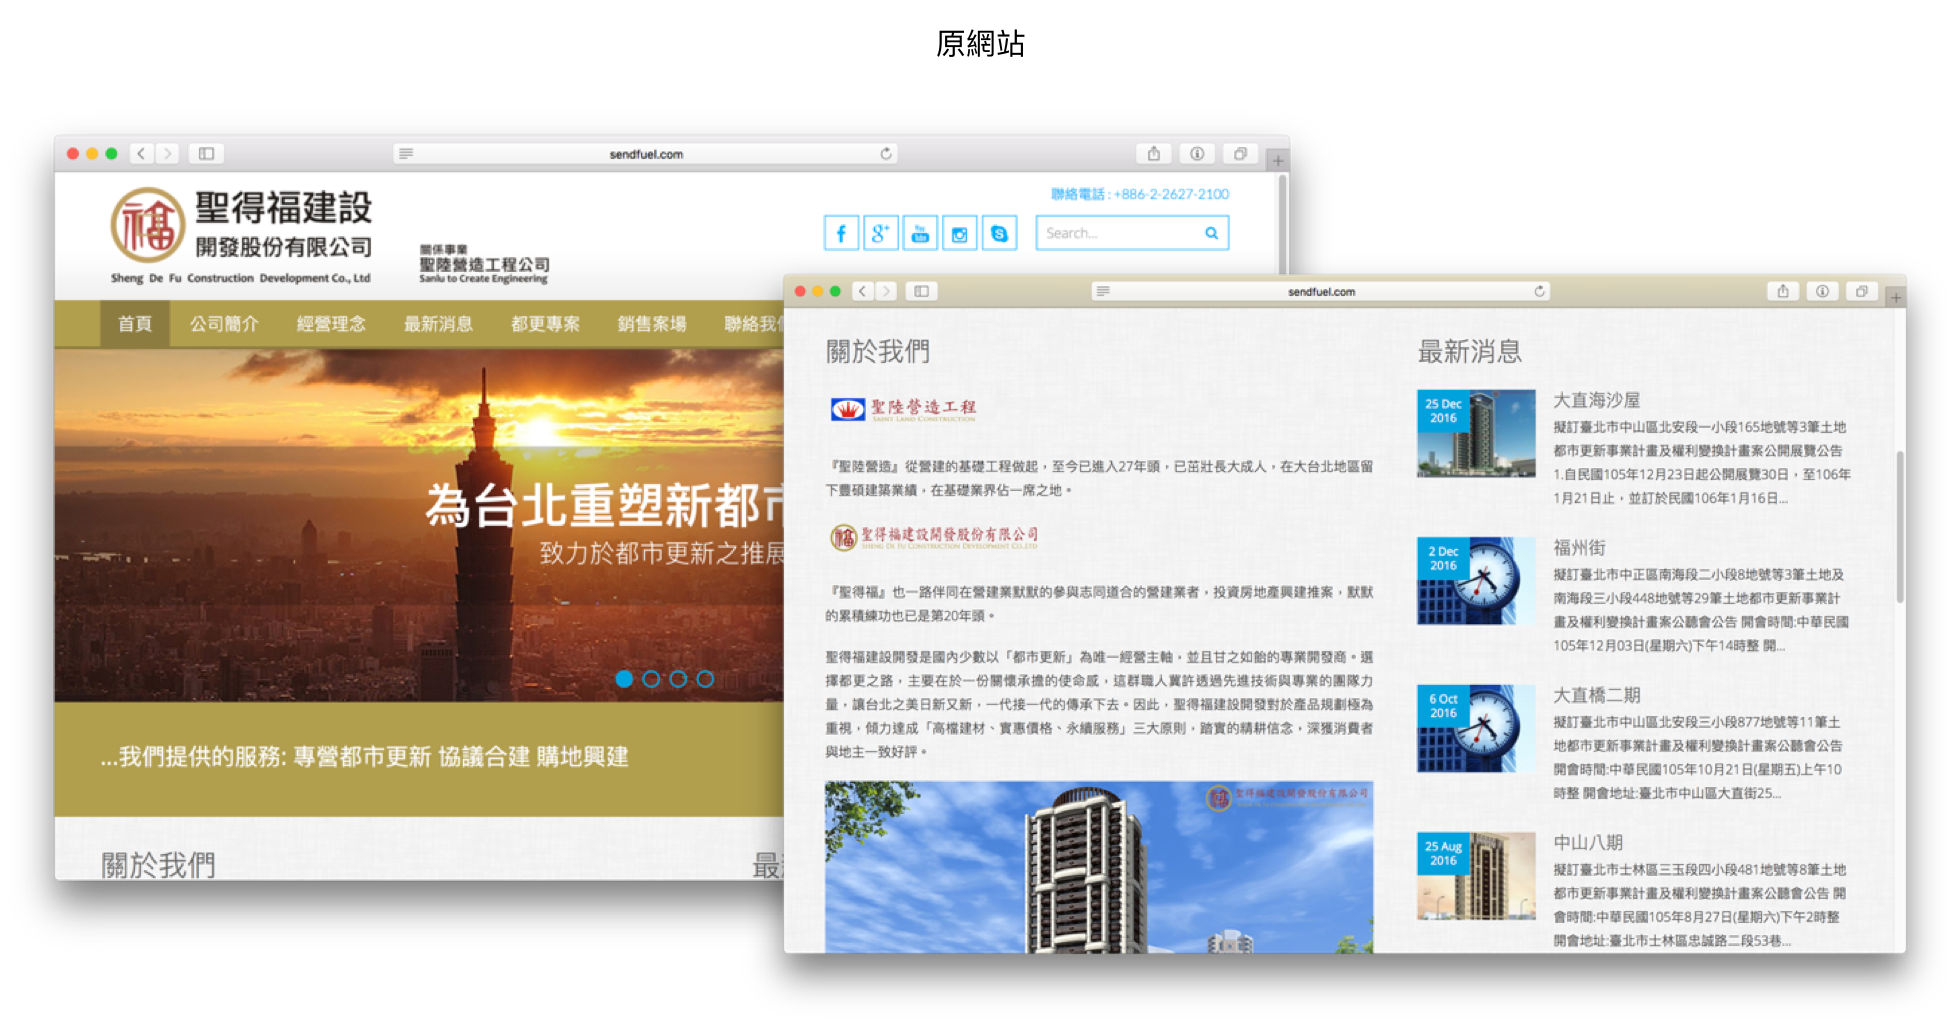 原網站
sendfuel.com
聯絡電話 : +886-2-2627-2100
聖得福建設
開發股份有限公司
Sheng De Fu Construction Development Co., Ltd
關係事業
聖陸營造工程公司
Sanlu to Create Engineering
Search...
首頁 公司簡介 經營理念 最新消息 都更專案 銷售案場 聯絡我們
為台北重塑新都市
致力於都市更新之推展
...我們提供的服務: 專營都市更新 協議合建 購地興建
關於我們
最
sendfuel.com
關於我們
聖陸營造工程
SAINT LAND CONSTRUCTION
『聖陸營造』從營建的基礎工程做起，至今已進入27年頭，已茁壯長大成人，在大台北地區留
下豐碩建築業績，在基礎業界佔一席之地。
聖得福建設開發股份有限公司
SHENG DE FU CONSTRUCTION DEVELOPMENT CO.,LTD
『聖得福』也一路伴同在營建業默默的參與志同道合的營建業者，投資房地產興建推案，默默
的累積練功也已是第20年頭。
聖得福建設開發是國內少數以「都市更新」為唯一經營主軸，並且甘之如飴的專業開發商。選
擇都更之路，主要在於一份關懷承擔的使命感，這群職人冀許透過先進技術與專業的團隊力
量，讓台北之美日新又新，一代接一代的傳承下去。因此，聖得福建設開發對於產品規劃極為
重視，傾力達成「高檔建材、實惠價格、永續服務」三大原則，踏實的精耕信念，深獲消費者
與地主一致好評。
聖得福建設開發股份有限公司
最新消息
25 Dec
2016
大直海沙屋
擬訂臺北市中山區北安段一小段165地號等3筆土地
都市更新事業計畫及權利變換計畫案公開展覽公告
1.自民國105年12月23日起公開展覽30日，至106年
1月21日止，並訂於民國106年1月16日...
2 Dec
2016
福州街
擬訂臺北市中正區南海段二小段8地號等3筆土地及
南海段三小段448地號等29筆土地都市更新事業計
畫及權利變換計畫案公聽會公告 開會時間:中華民國
105年12月03日(星期六)下午14時整 開...
6 Oct
2016
大直橋二期
擬訂臺北市中山區北安段三小段877地號等11筆土
地都市更新事業計畫及權利變換計畫案公聽會公告
開會時間:中華民國105年10月21日(星期五)上午10
時整 開會地址:臺北市中山區大直街25...
25 Aug
2016
中山八期
擬訂臺北市士林區三玉段四小段481地號等8筆土地
都市更新事業計畫及權利變換計畫案公聽會公告 開
會時間:中華民國105年8月27日(星期六)下午2時整
開會地址:臺北市士林區忠誠路二段53巷...